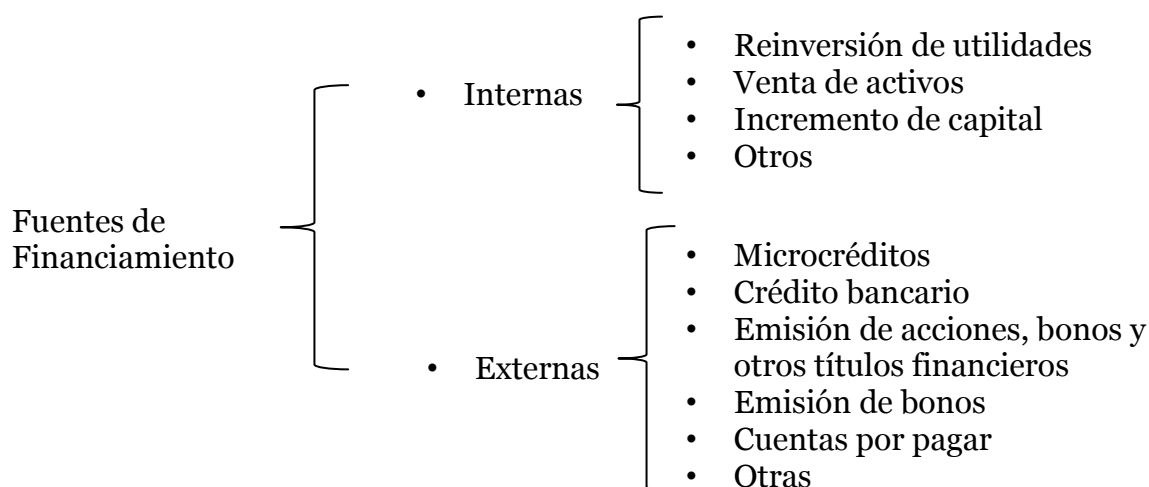 Fuentes de
Financiamiento
• Internas
• Reinversión de utilidades
• Venta de activos
• Incremento de capital
• Otros
• Externas
• Microcréditos
• Crédito bancario
• Emisión de acciones, bonos y
otros títulos financieros
• Emisión de bonos
• Cuentas por pagar
• Otras